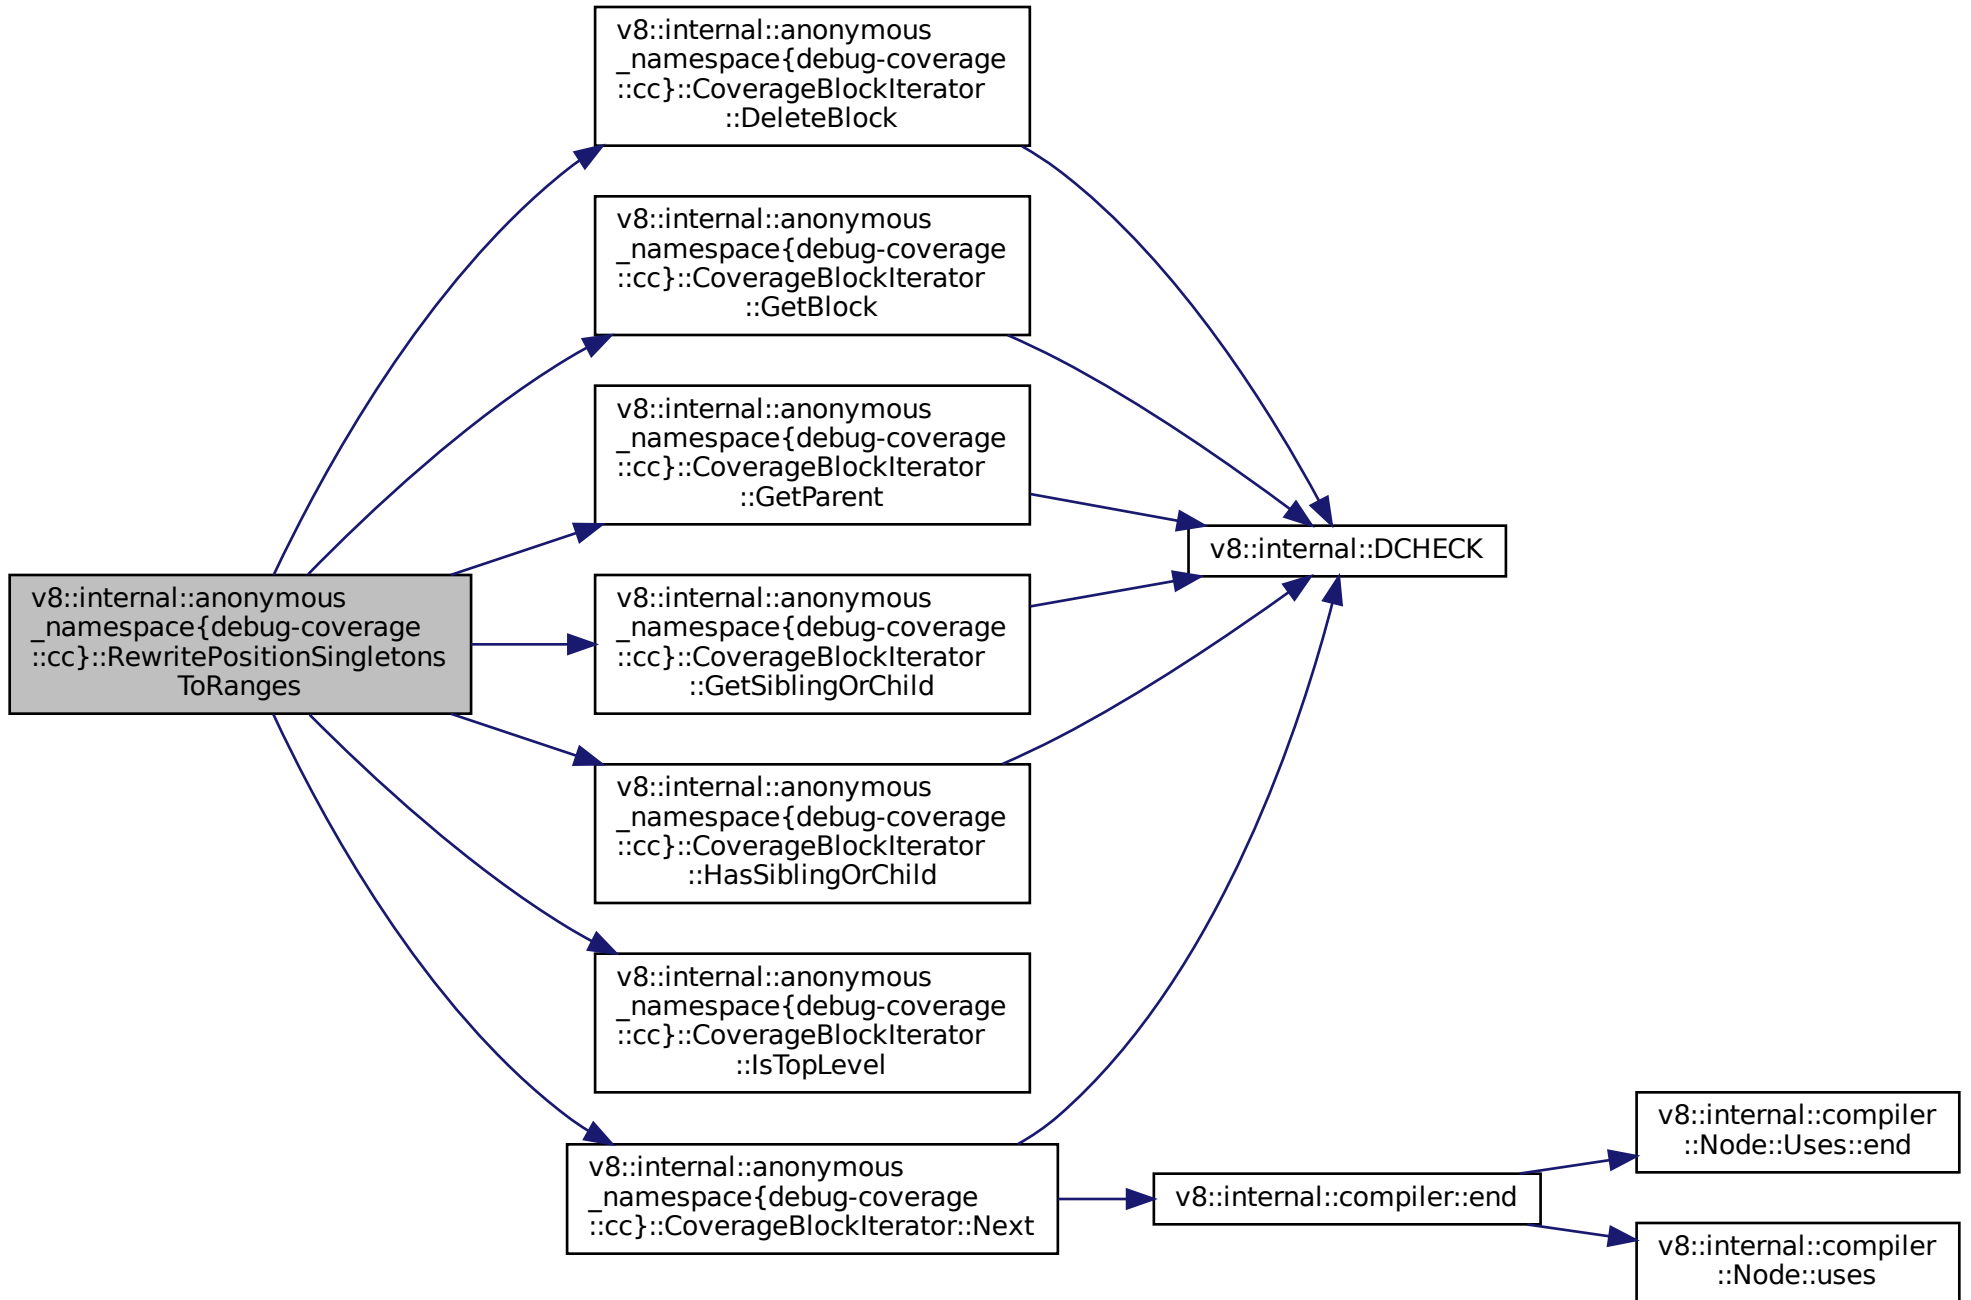 v8::internal::anonymous
_namespace{debug-coverage
::cc}::RewritePositionSingletons
ToRanges
v8::internal::anonymous
_namespace{debug-coverage
::cc}::CoverageBlockIterator
::DeleteBlock
v8::internal::anonymous
_namespace{debug-coverage
::cc}::CoverageBlockIterator
::GetBlock
v8::internal::anonymous
_namespace{debug-coverage
::cc}::CoverageBlockIterator
::GetParent
v8::internal::anonymous
_namespace{debug-coverage
::cc}::CoverageBlockIterator
::GetSiblingOrChild
v8::internal::anonymous
_namespace{debug-coverage
::cc}::CoverageBlockIterator
::HasSiblingOrChild
v8::internal::anonymous
_namespace{debug-coverage
::cc}::CoverageBlockIterator
::IsTopLevel
v8::internal::anonymous
_namespace{debug-coverage
::cc}::CoverageBlockIterator::Next
v8::internal::DCHECK
v8::internal::compiler::end
v8::internal::compiler
::Node::Uses::end
v8::internal::compiler
::Node::uses